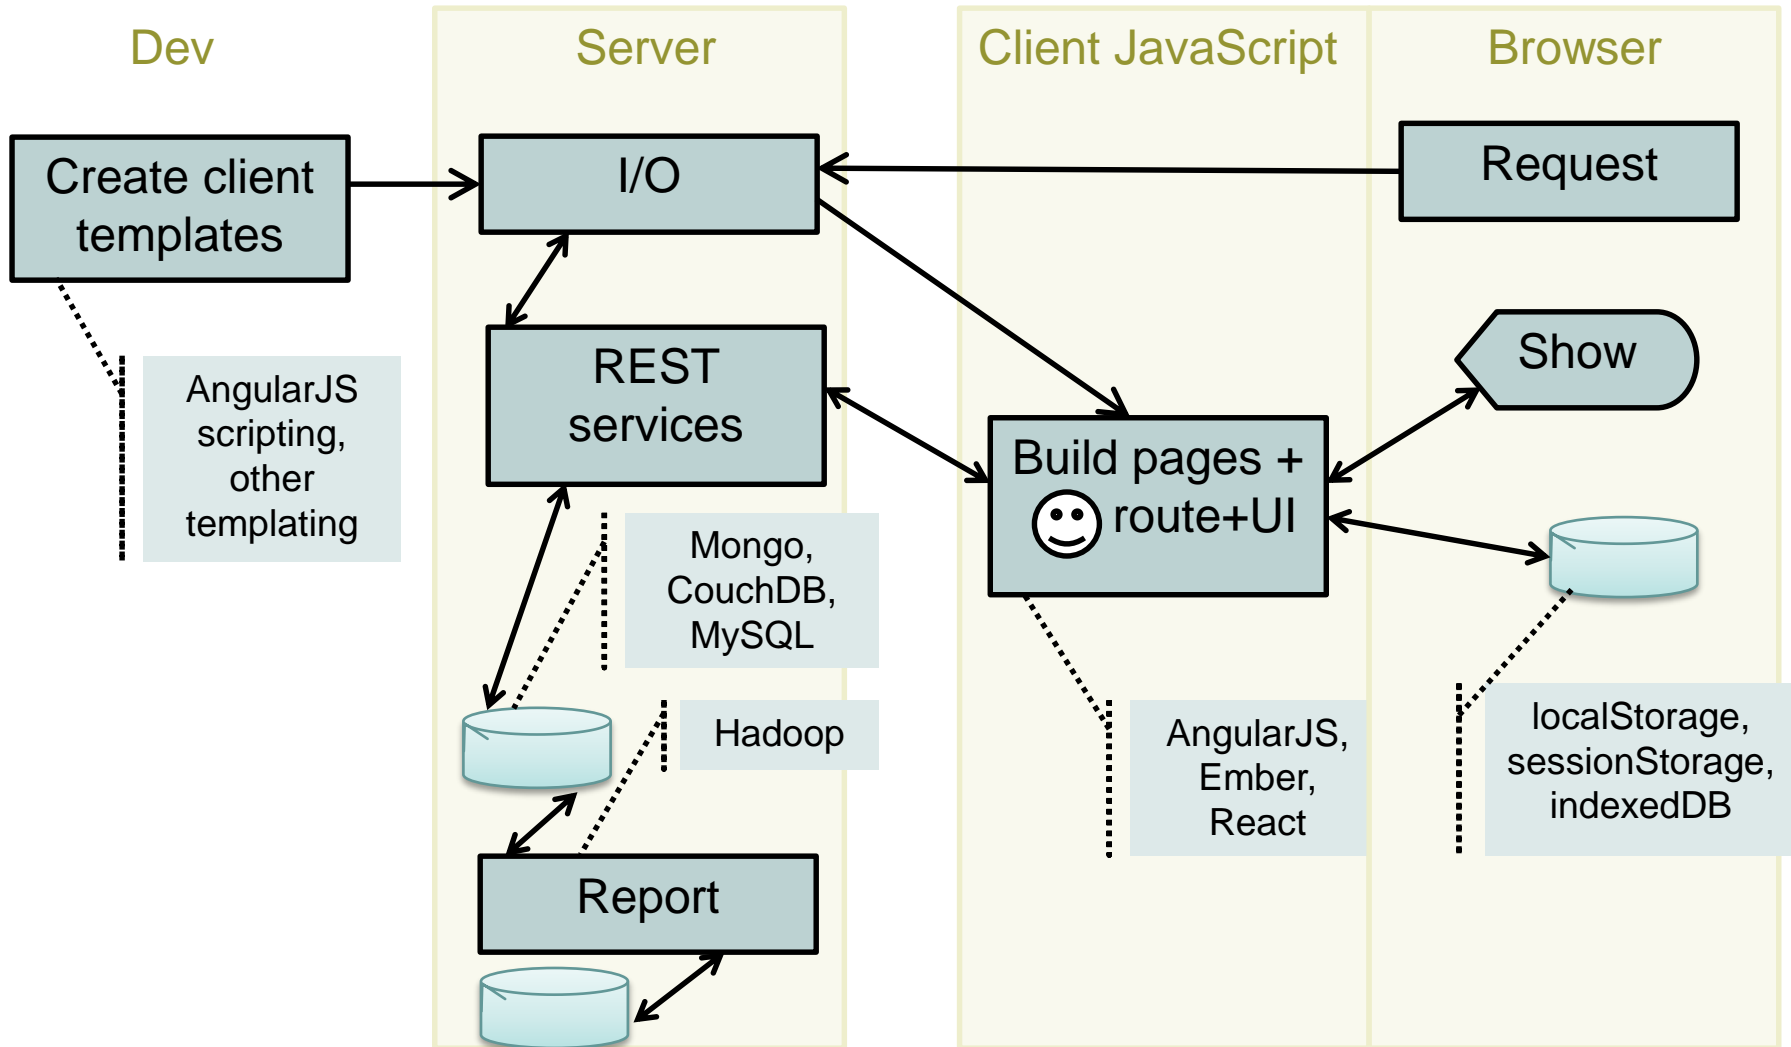 Dev
Server
Client JavaScript
Browser
Create client
templates
I/O
Request
REST
services
Show
AngularJS
scripting,
other
templating
Build pages +
route+UI
Mongo,
CouchDB,
MySQL
Hadoop
AngularJS,
Ember,
React
localStorage,
sessionStorage,
indexedDB
Report